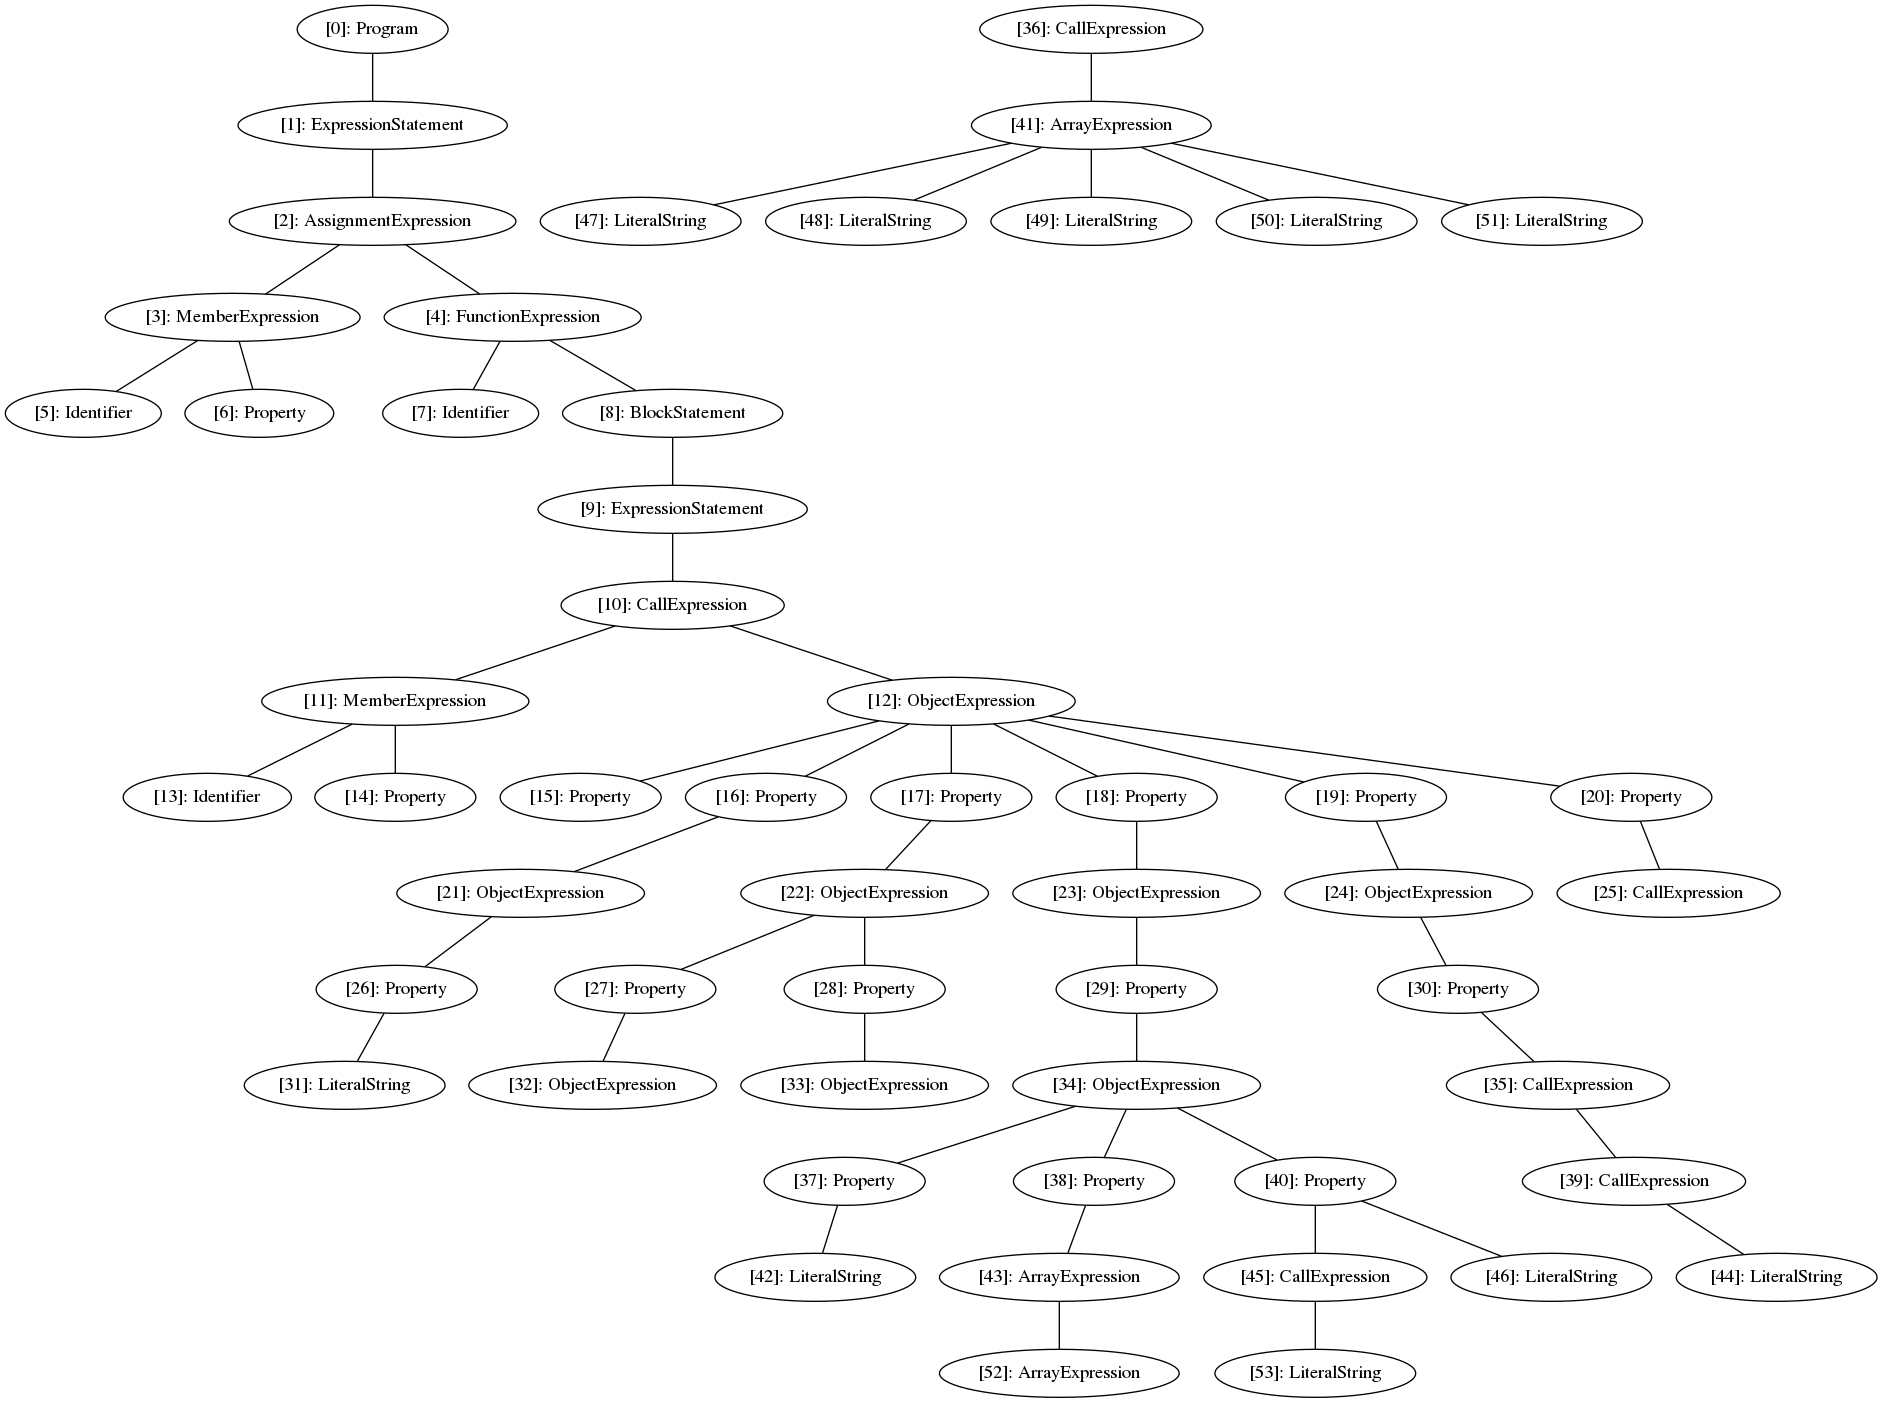 [0]: Program
[36]: CallExpression
[1]: ExpressionStatement
[41]: ArrayExpression
[2]: AssignmentExpression
[47]: LiteralString
[48]: LiteralString
[49]: LiteralString
[50]: LiteralString
[51]: LiteralString
[3]: MemberExpression
[4]: FunctionExpression
[5]: Identifier
[6]: Property
[7]: Identifier
[8]: BlockStatement
[9]: ExpressionStatement
[10]: CallExpression
[11]: MemberExpression
[12]: ObjectExpression
[13]: Identifier
[14]: Property
[15]: Property
[16]: Property
[17]: Property
[18]: Property
[19]: Property
[20]: Property
[21]: ObjectExpression
[22]: ObjectExpression
[23]: ObjectExpression
[24]: ObjectExpression
[25]: CallExpression
[26]: Property
[27]: Property
[28]: Property
[29]: Property
[30]: Property
[31]: LiteralString
[32]: ObjectExpression
[33]: ObjectExpression
[34]: ObjectExpression
[35]: CallExpression
[37]: Property
[38]: Property
[40]: Property
[39]: CallExpression
[42]: LiteralString
[43]: ArrayExpression
[45]: CallExpression
[46]: LiteralString
[44]: LiteralString
[52]: ArrayExpression
[53]: LiteralString